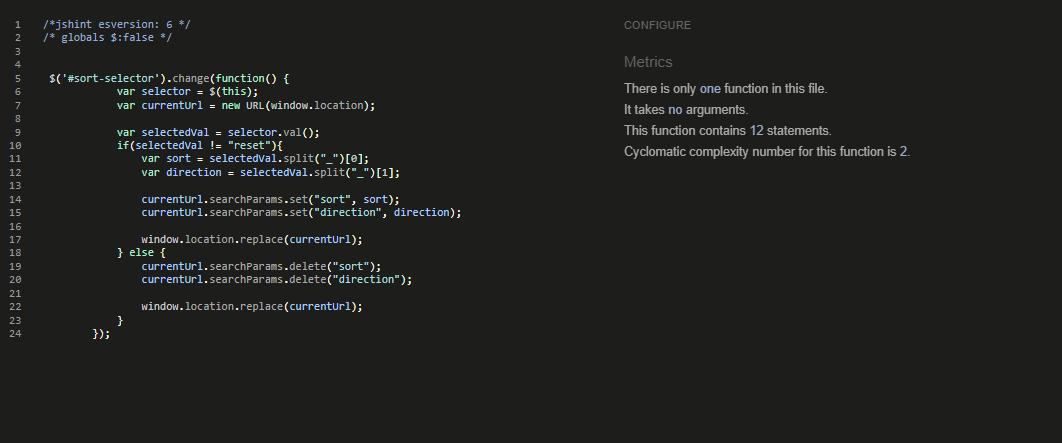 1 /*jshint esversion: 6 */
2 /* globals $:false */
3
4
5 $('#sort-selector').change(function() {
6 var selector = $(this);
7 var currentUrl = new URL(window.location);
8
9 var selectedVal = selector.val();
10 if(selectedVal != "reset"){
11 var sort = selectedVal.split("_")[0];
12 var direction = selectedVal.split("_")[1];
13
14 currentUrl.searchParams.set("sort", sort);
15 currentUrl.searchParams.set("direction", direction);
16
17 window.location.replace(currentUrl);
18 } else {
19 currentUrl.searchParams.delete("sort");
20 currentUrl.searchParams.delete("direction");
21
22 window.location.replace(currentUrl);
23 }
24 });
CONFIGURE
Metrics
There is only one function in this file.
It takes no arguments.
This function contains 12 statements.
Cyclomatic complexity number for this function is 2.